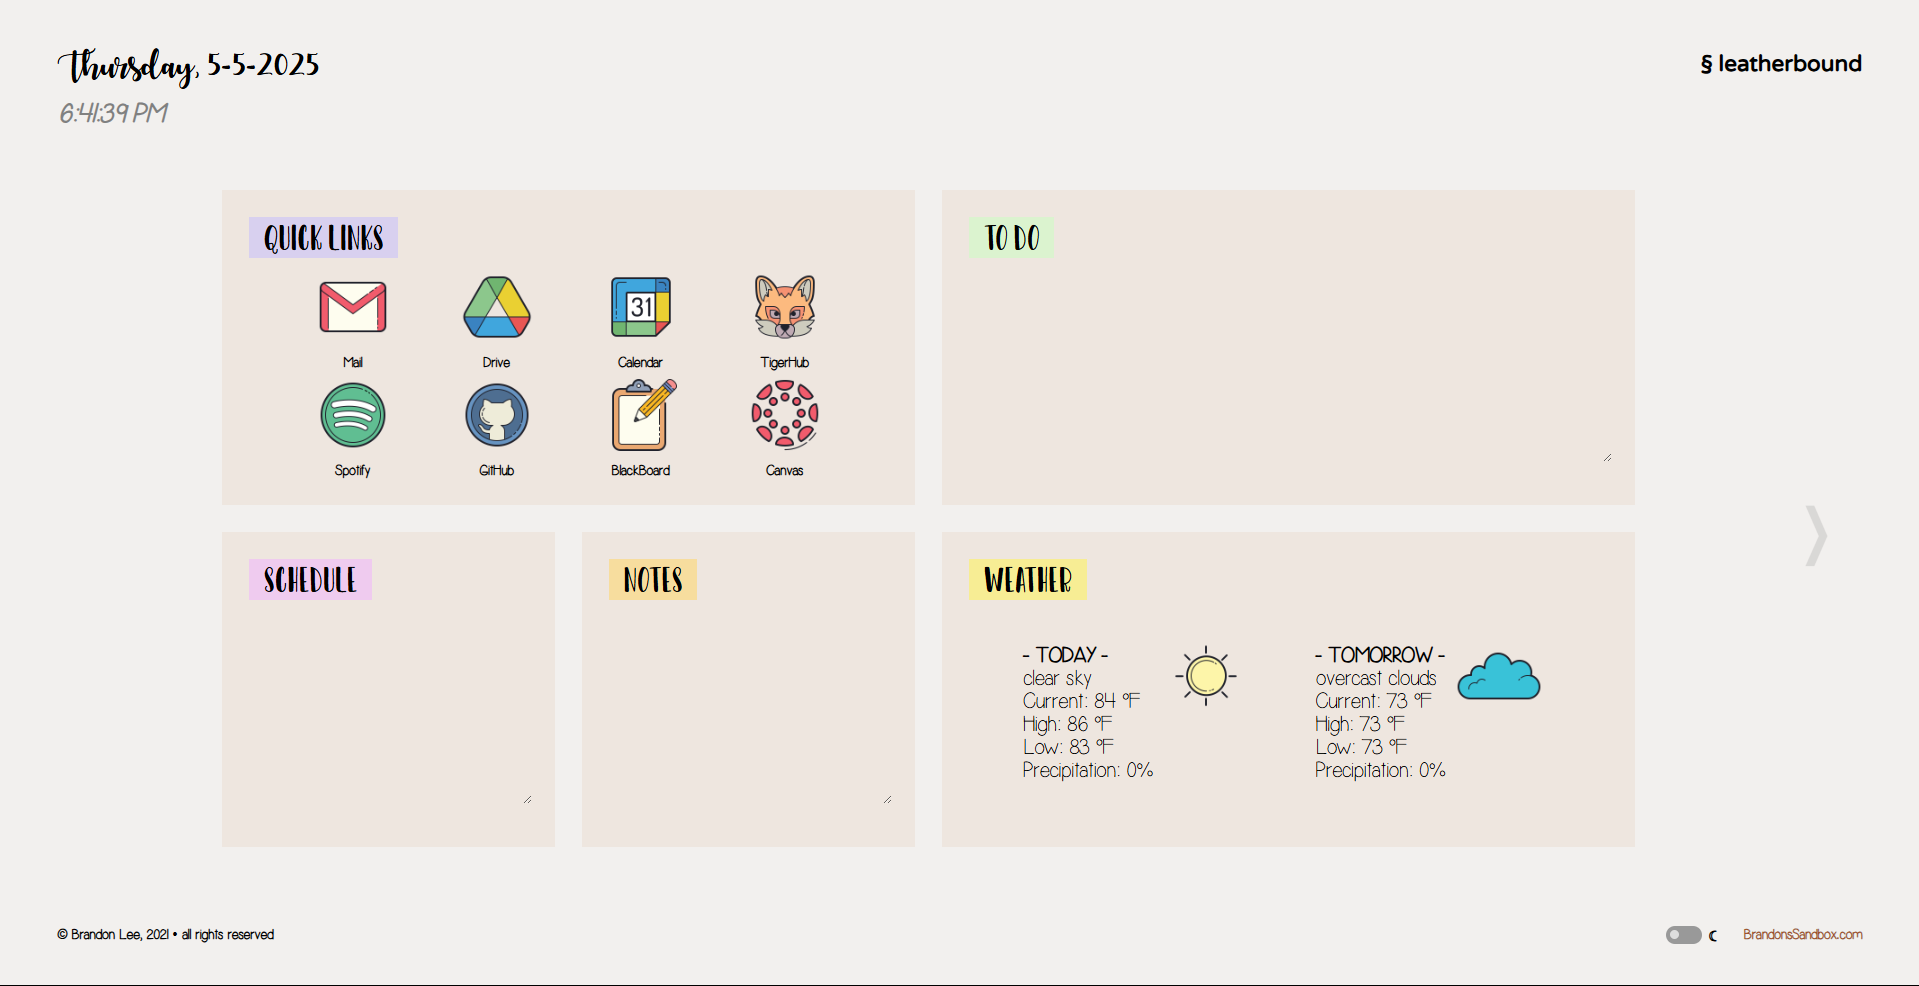 Thursday, 5-5-2025
§ leatherbound
6:41:39 PM
QUICK LINKS
31
Mail
Drive
Calendar
TigerHub
Spotify
GitHub
BlackBoard
Canvas
TO DO
SCHEDULE
NOTES
WEATHER
- TODAY -
clear sky
Current: 84 °F
High: 86 °F
Low: 83 °F
Precipitation: 0%
- TOMORROW -
overcast clouds
Current: 73 °F
High: 73 °F
Low: 73 °F
Precipitation: 0%
© Brandon Lee, 2021 • all rights reserved
BrandonsSandbox.com